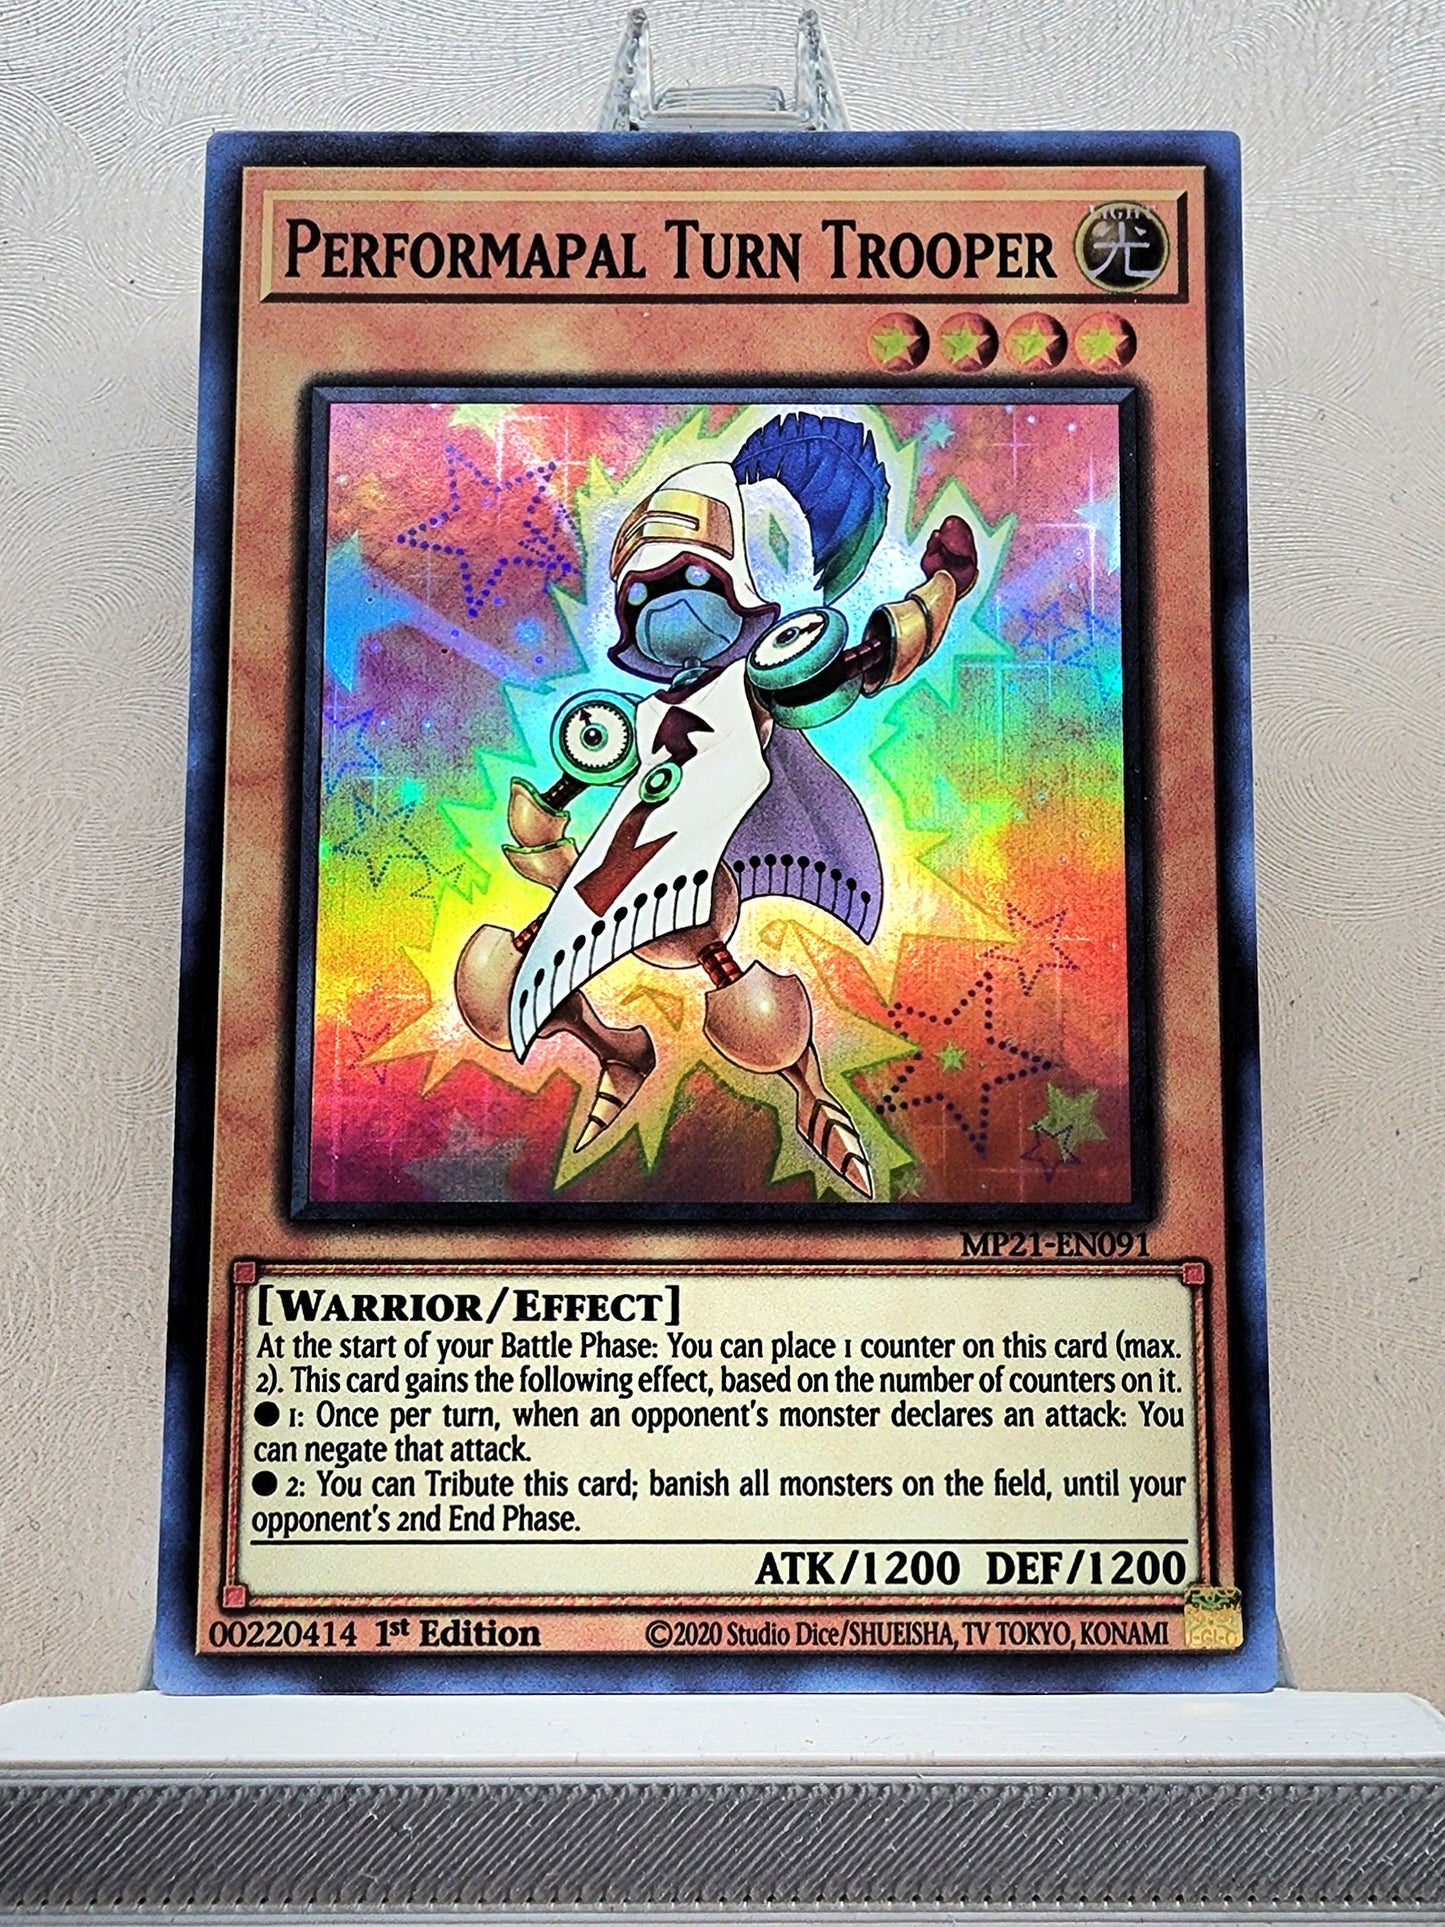 PERFORMAPAL TURN TROOPER
LIGHT
光
MP21-EN091
[WARRIOR/EFFECT]
At the start of your Battle Phase: You can place 1 counter on this card (max.
2). This card gains the following effect, based on the number of counters on it.
● 1: Once per turn, when an opponent's monster declares an attack: You
can negate that attack.
● 2: You can Tribute this card; banish all monsters on the field, until your
opponent's 2nd End Phase.
ATK/1200 DEF/1200
00220414 1st Edition ©2020 Studio Dice/SHUEISHA, TV TOKYO, KONAMI